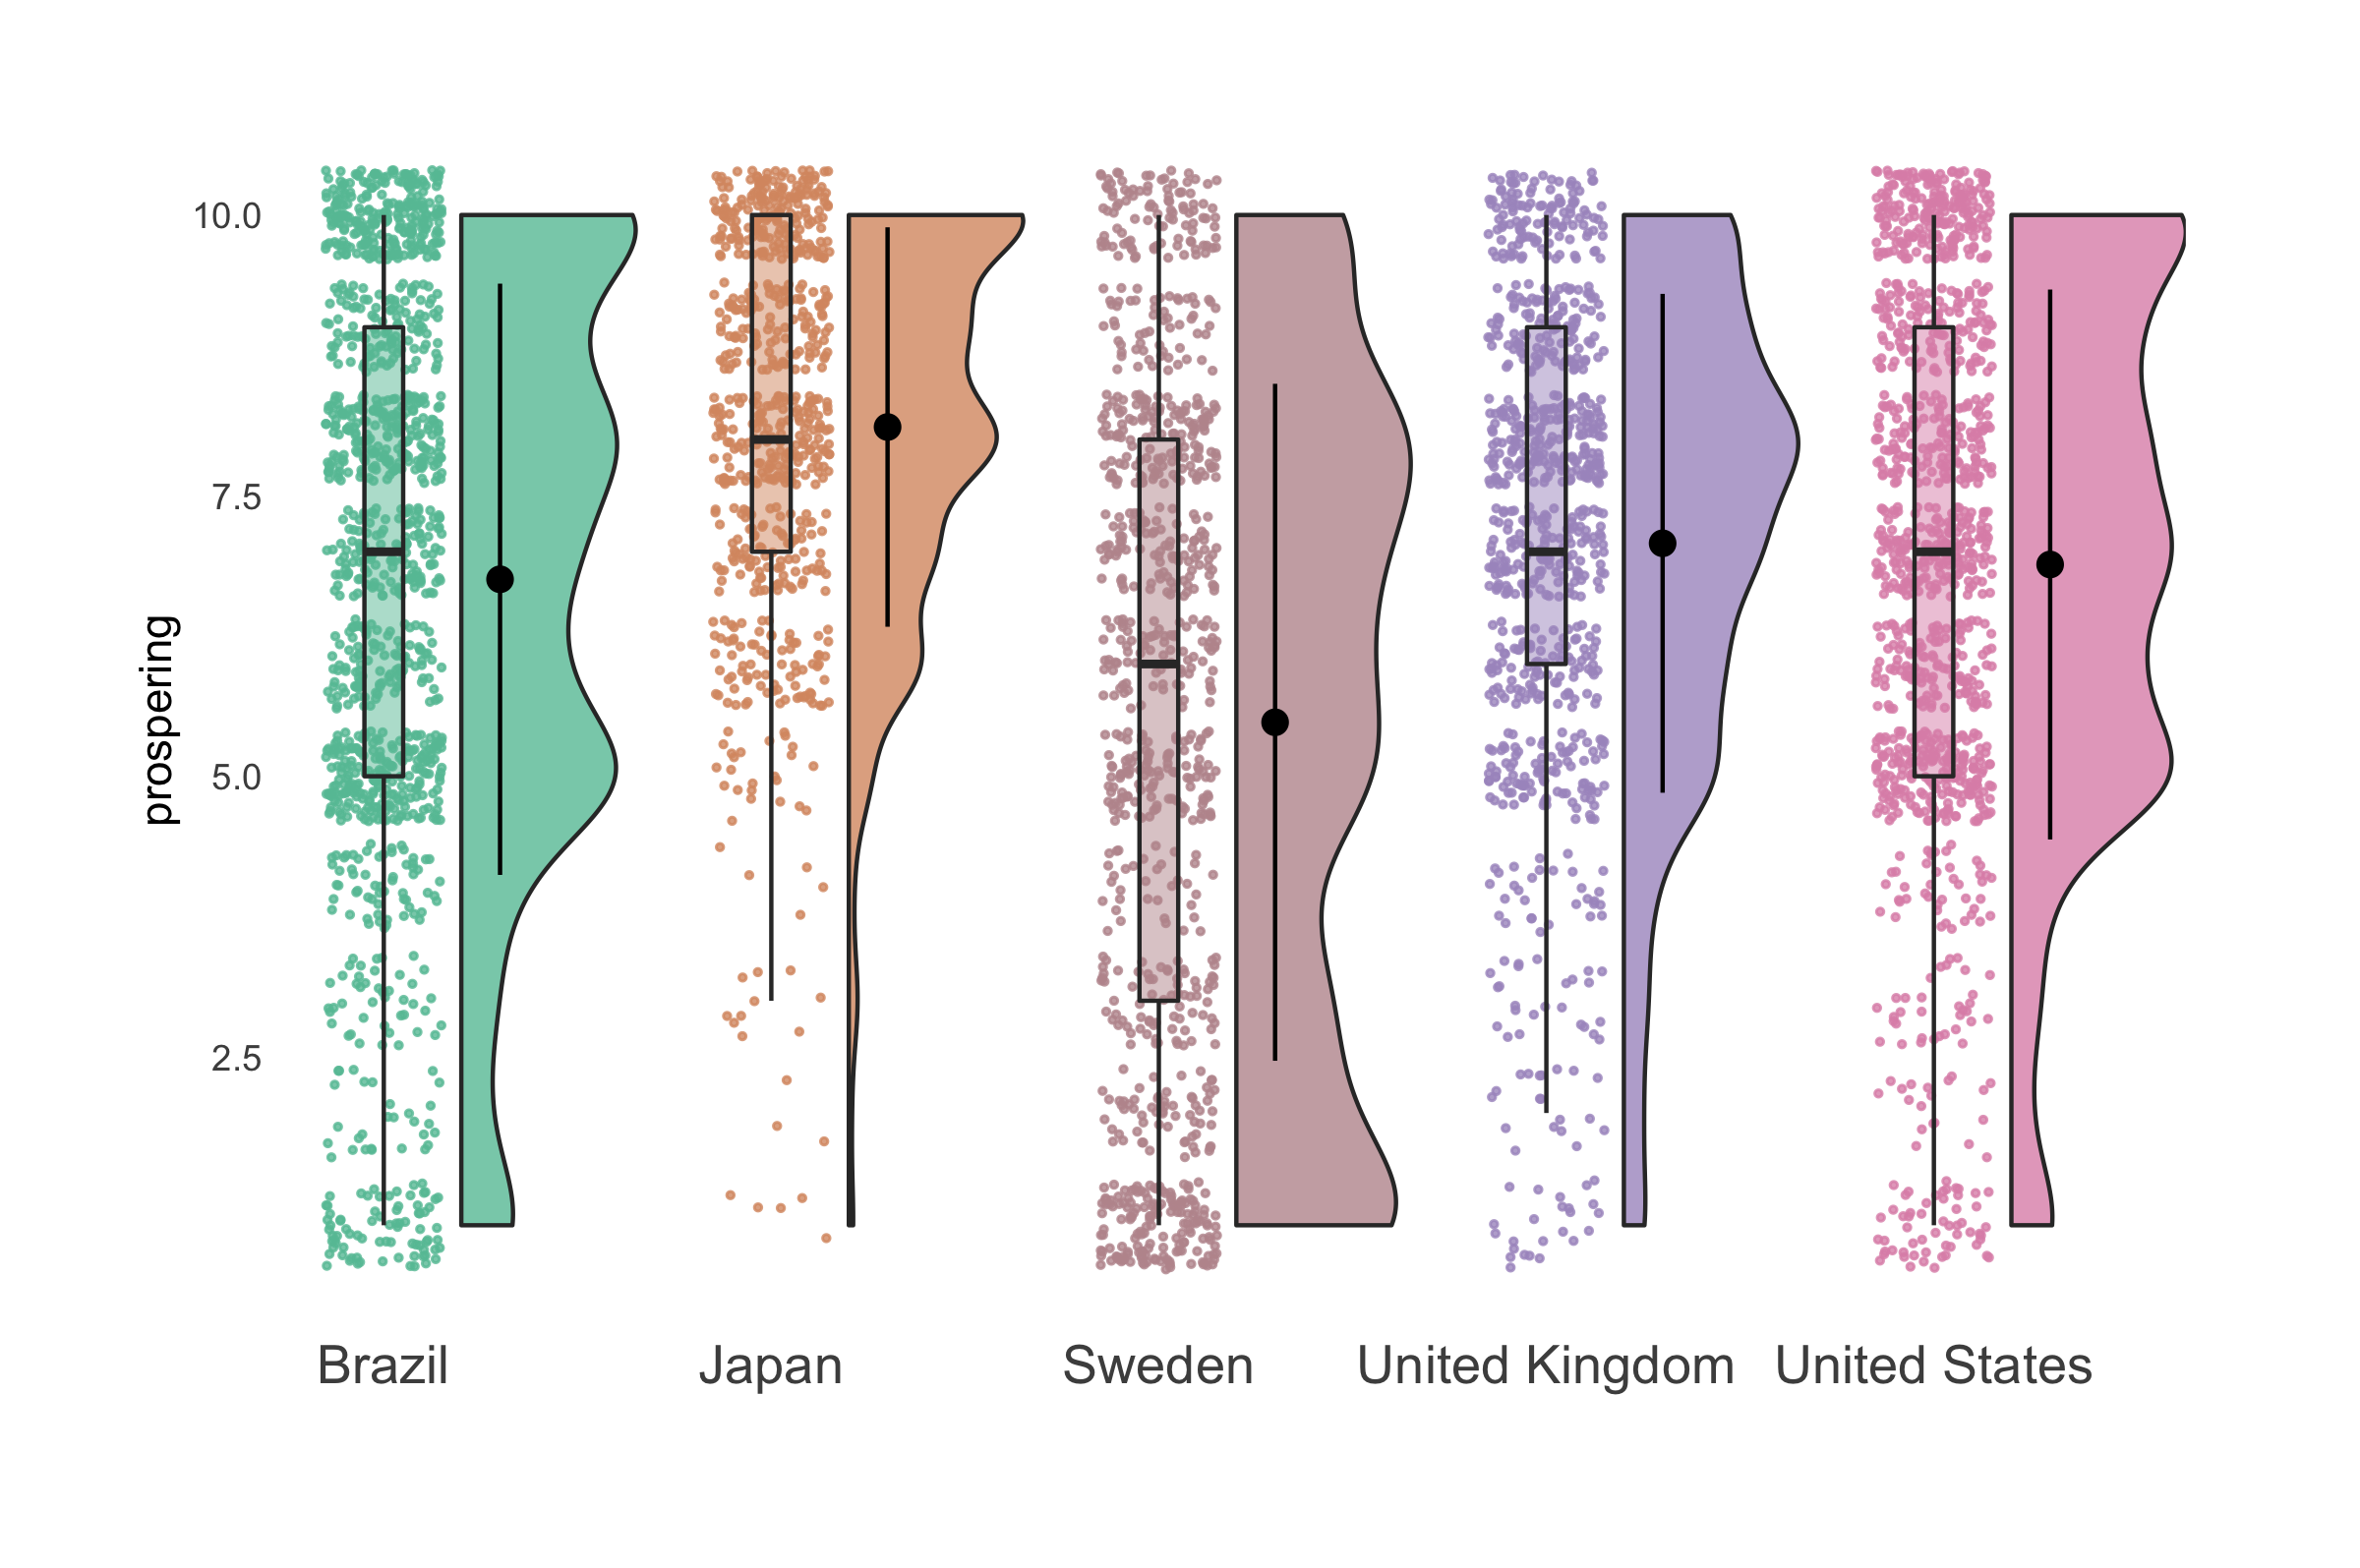 prospering
10.0
7.5
5.0
2.5
Brazil
Japan
Sweden
United Kingdom
United States